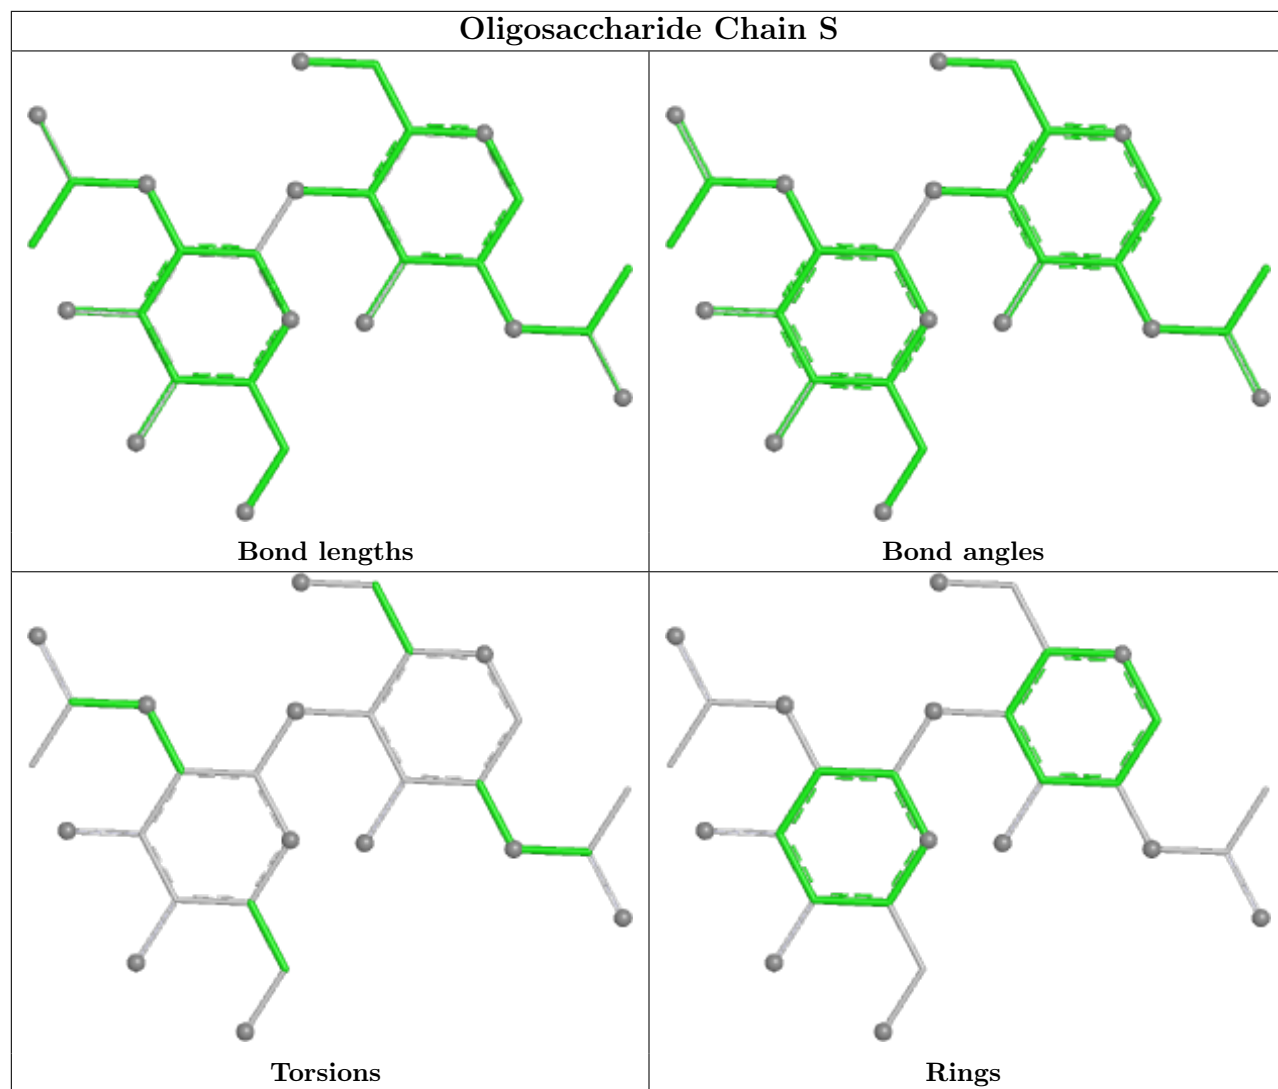 Oligosaccharide Chain S
Bond lengths
Bond angles
Torsions
Rings